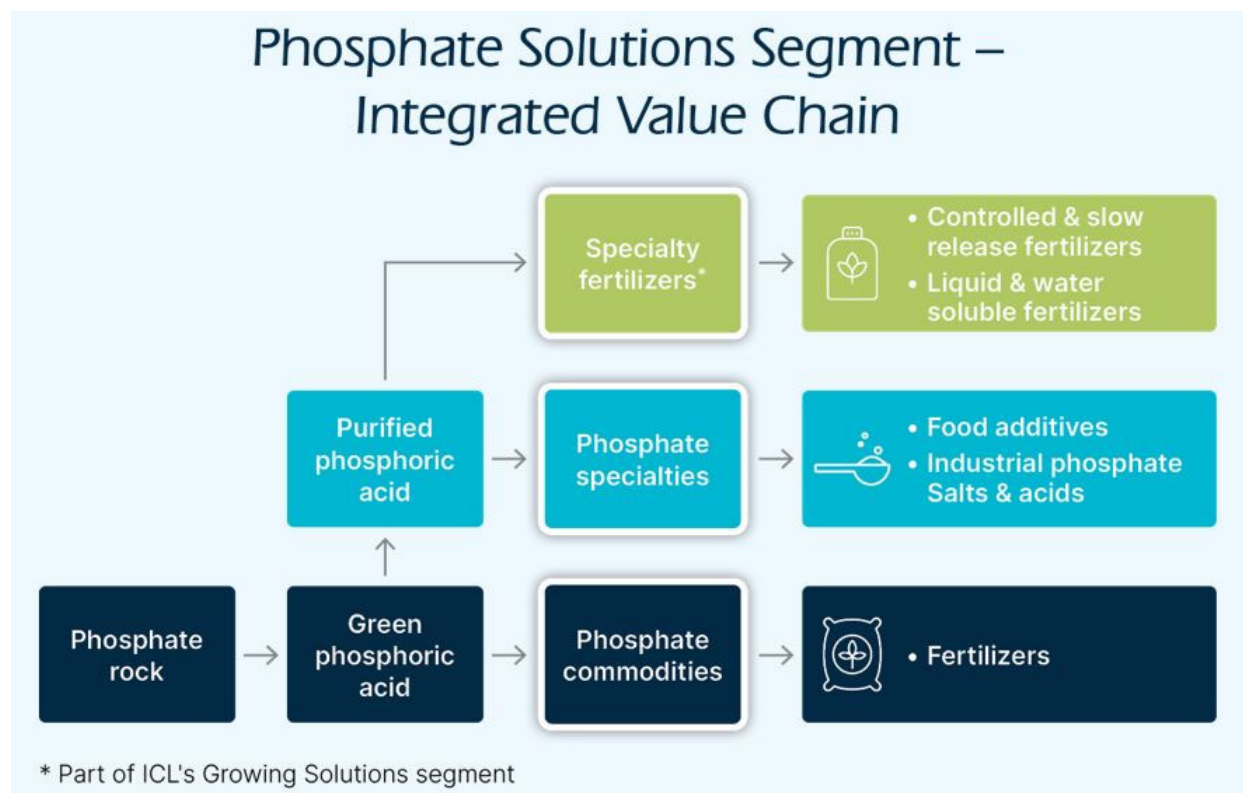 Phosphate Solutions Segment –
Integrated Value Chain
Specialty
fertilizers*
• Controlled & slow
release fertilizers
• Liquid & water
soluble fertilizers
Purified
phosphoric
acid
Phosphate
specialties
• Food additives
• Industrial phosphate
Salts & acids
Phosphate
rock
Green
phosphoric
acid
Phosphate
commodities
• Fertilizers
* Part of ICL's Growing Solutions segment